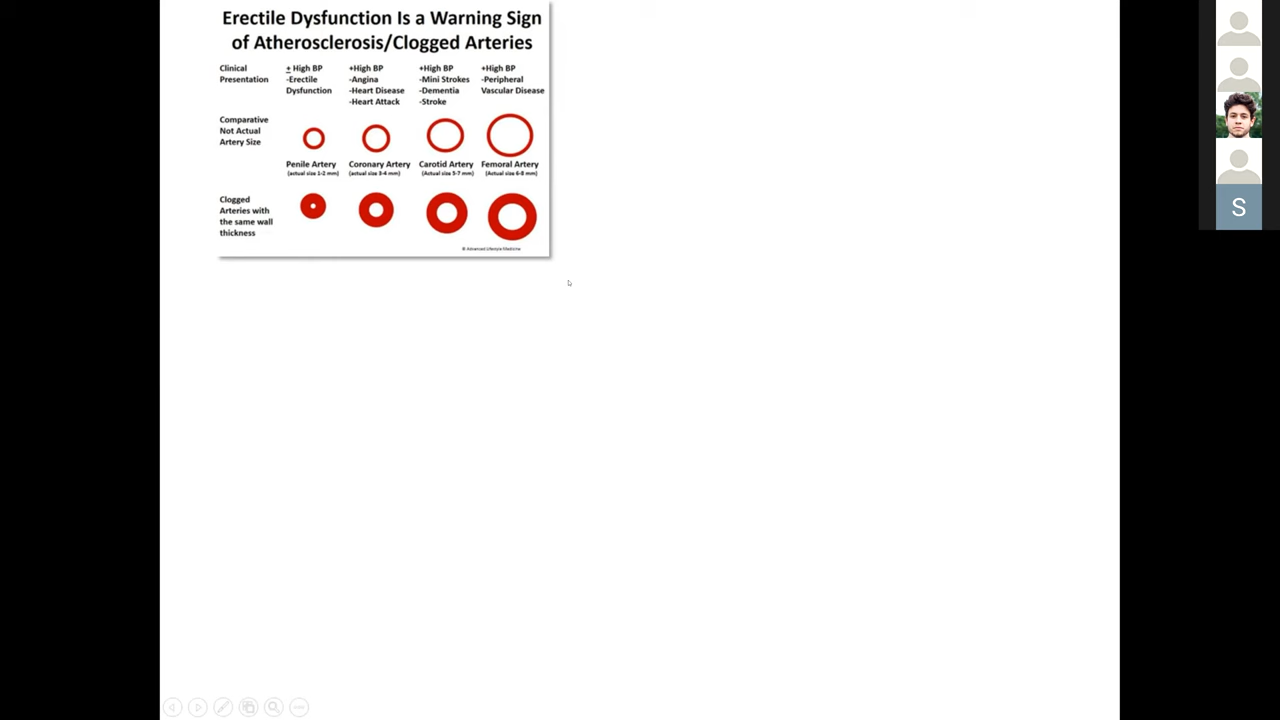 Erectile Dysfunction Is a Warning Sign
of Atherosclerosis/Clogged Arteries
Clinical
Presentation
± High BP
-Erectile
Dysfunction
+High BP
-Angina
-Heart Disease
-Heart Attack
+High BP
-Mini Strokes
-Dementia
-Stroke
+High BP
-Peripheral
Vascular Disease
Comparative
Not Actual
Artery Size
Penile Artery
(actual size 1-2 mm)
Coronary Artery
(actual size 3-4 mm)
Carotid Artery
(Actual size 5-7 mm)
Femoral Artery
(Actual size 6-8 mm)
Clogged
Arteries with
the same wall
thickness
© Advanced Lifestyle Medicine
S